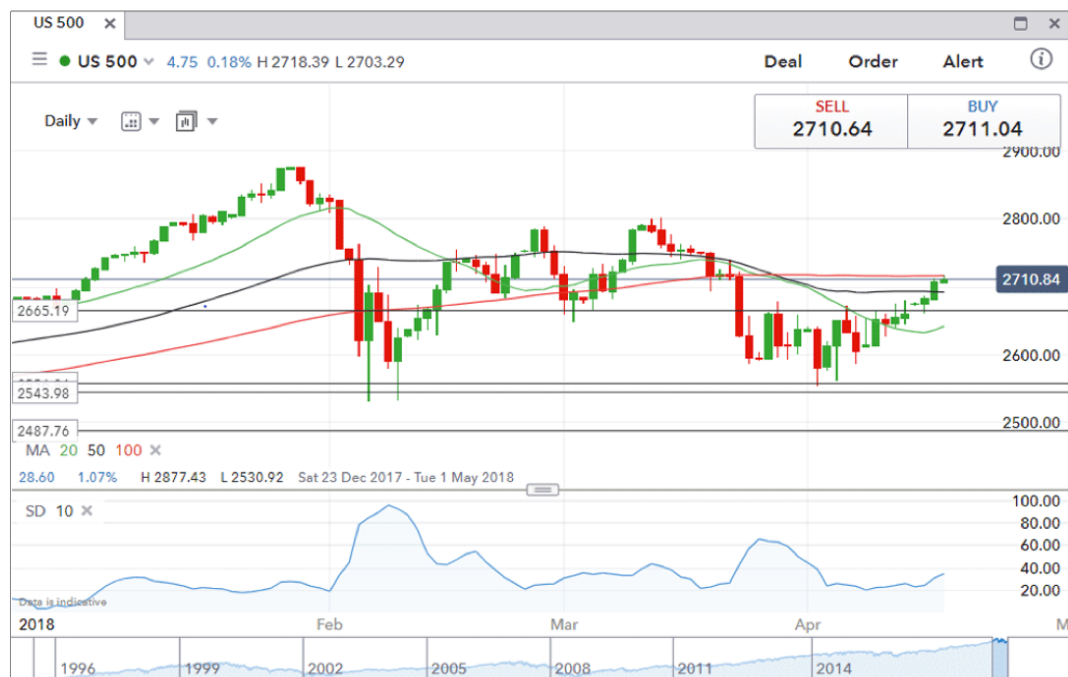 US 500
US 500 4.75 0.18% H 2718.39 L 2703.29 Deal Order Alert
Daily
SELL BUY
2710.64 2711.04
2900.00
2800.00
2710.84
2665.19
2600.00
2543.98
2500.00
2487.76
MA 20 50 100
28.60 1.07% H 2877.43 L 2530.92 Sat 23 Dec 2017 - Tue 1 May 2018
100.00
SD 10
80.00
60.00
40.00
20.00
Data is indicative
2018 Feb Mar Apr M
1996 1999 2002 2005 2008 2011 2014